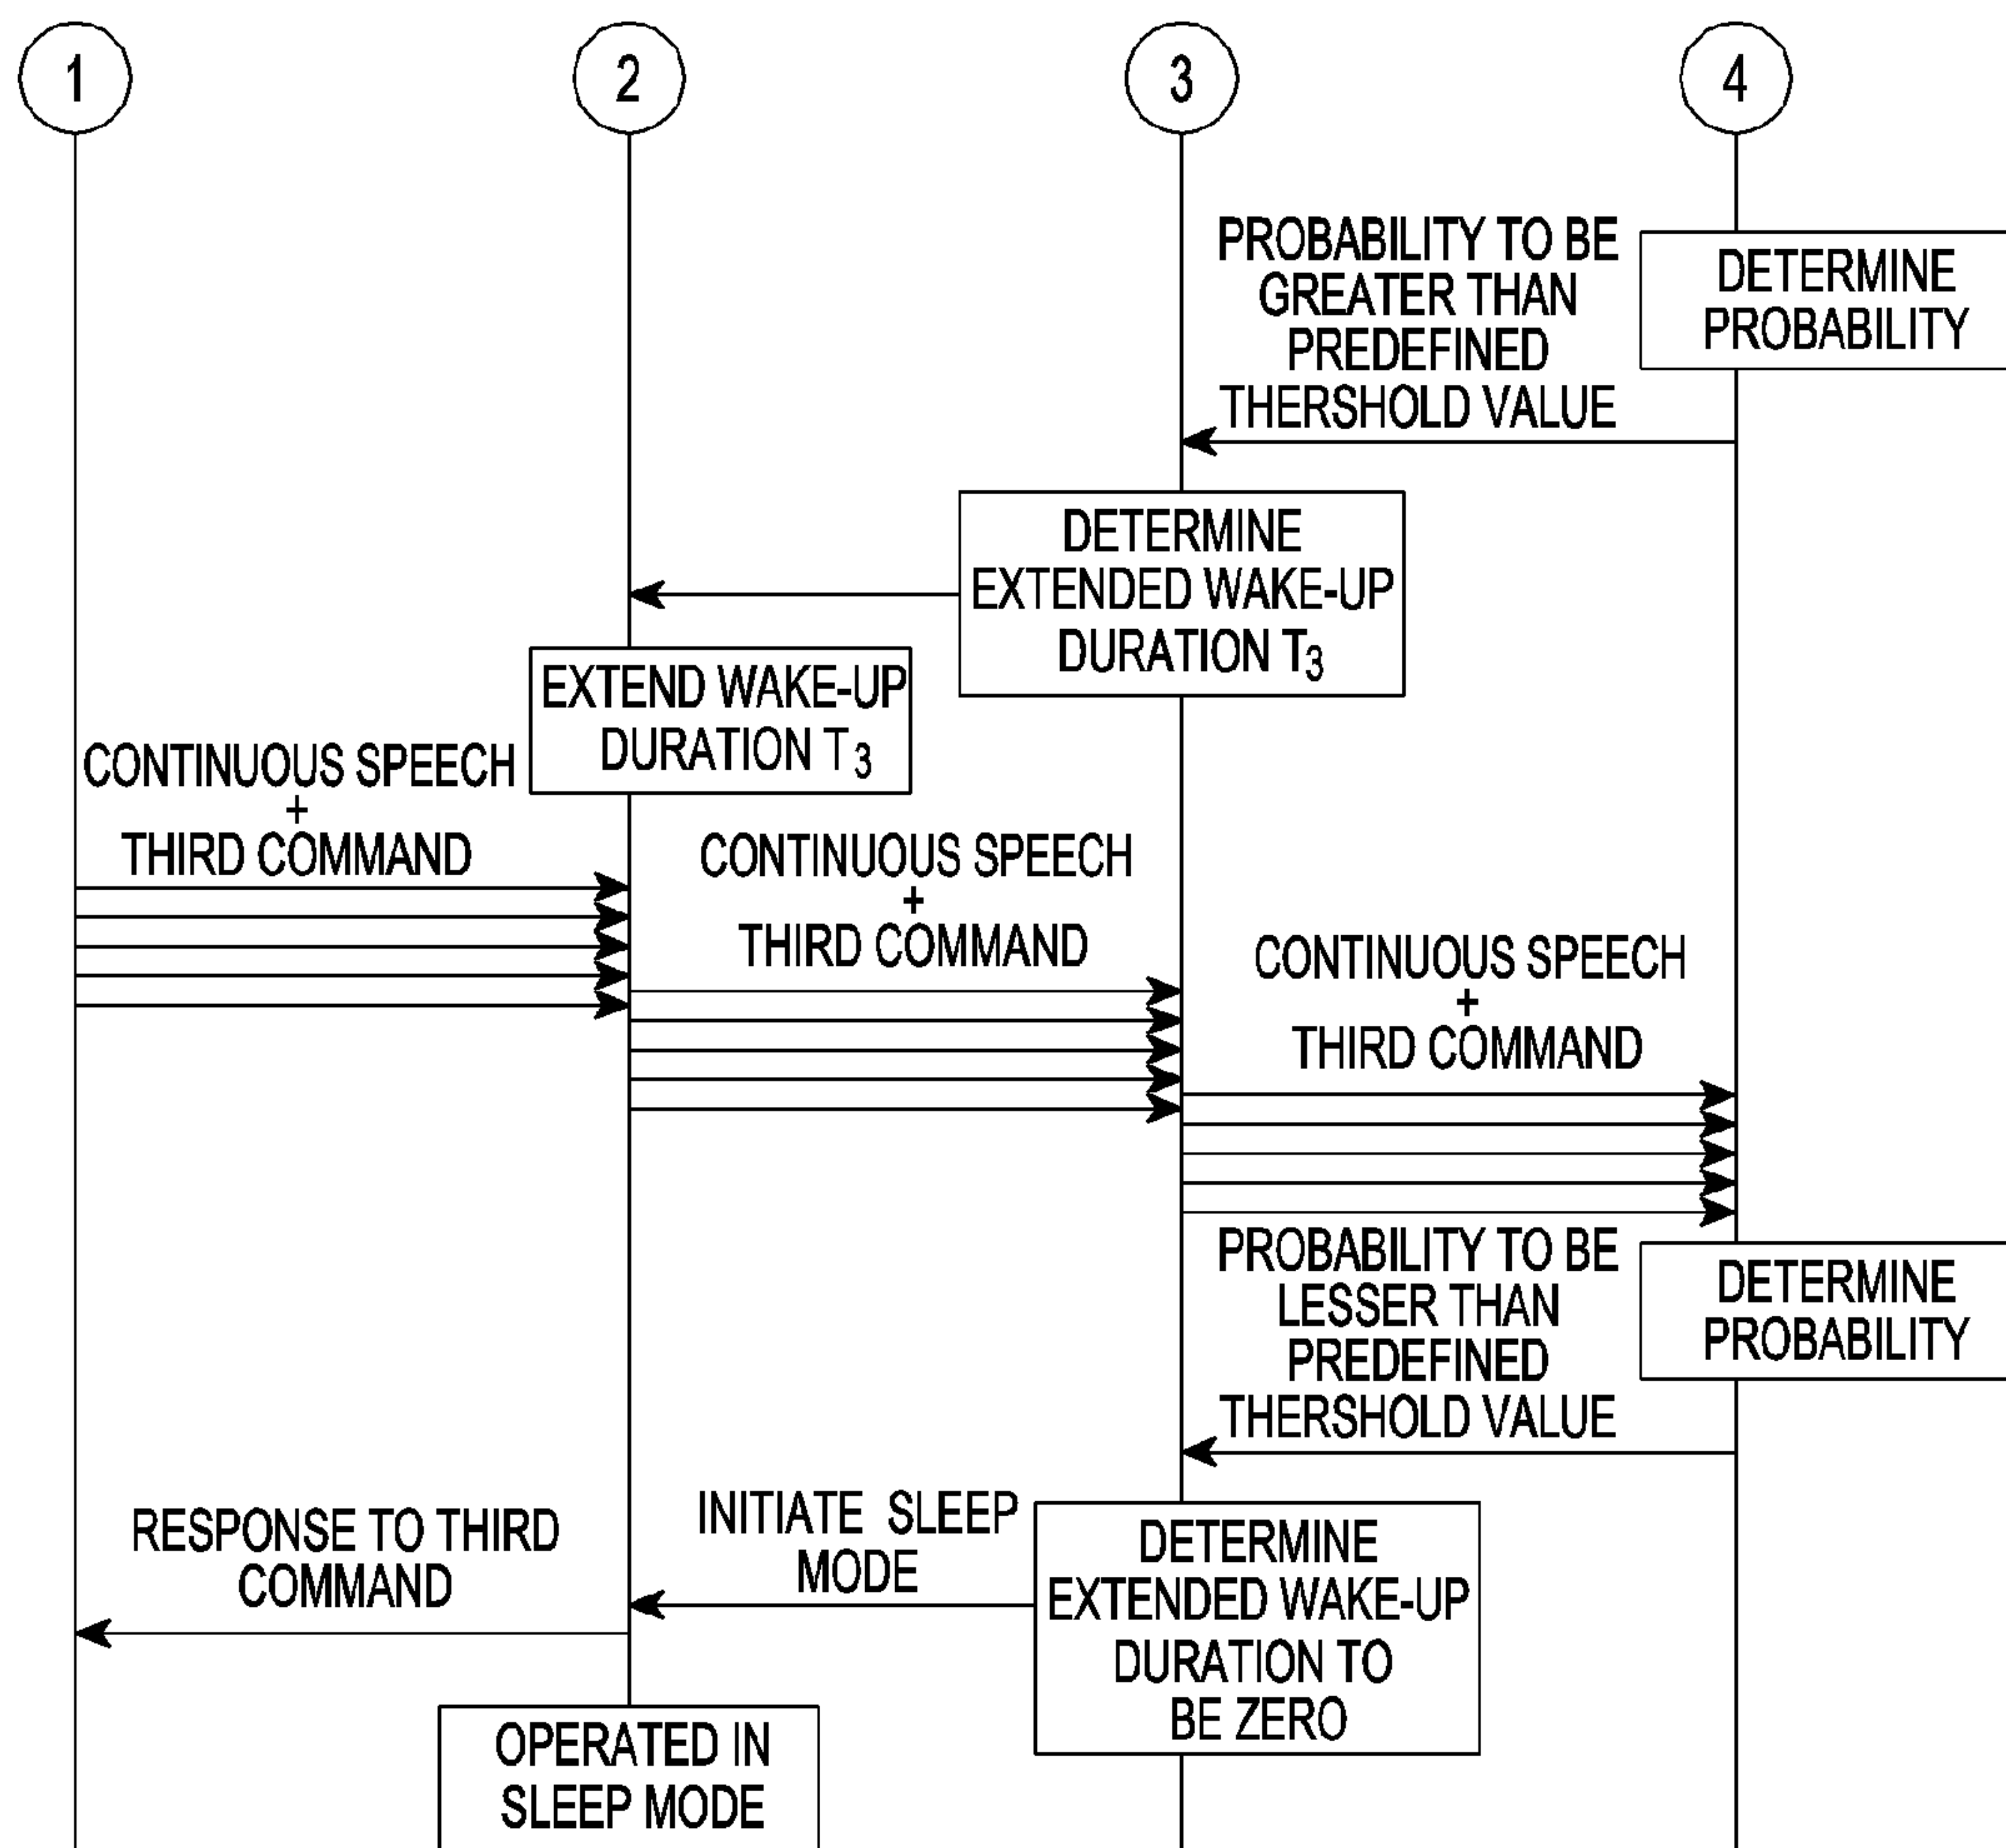 1
2
3
4
PROBABILITY TO BE
GREATER THAN
PREDEFINED
THERSHOLD VALUE
DETERMINE
PROBABILITY
DETERMINE
EXTENDED WAKE-UP
DURATION T3
EXTEND WAKE-UP
DURATION T3
CONTINUOUS SPEECH
+
THIRD COMMAND
CONTINUOUS SPEECH
+
THIRD COMMAND
CONTINUOUS SPEECH
+
THIRD COMMAND
PROBABILITY TO BE
LESSER THAN
PREDEFINED
THERSHOLD VALUE
DETERMINE
PROBABILITY
RESPONSE TO THIRD
COMMAND
INITIATE SLEEP
MODE
DETERMINE
EXTENDED WAKE-UP
DURATION TO
BE ZERO
OPERATED IN
SLEEP MODE